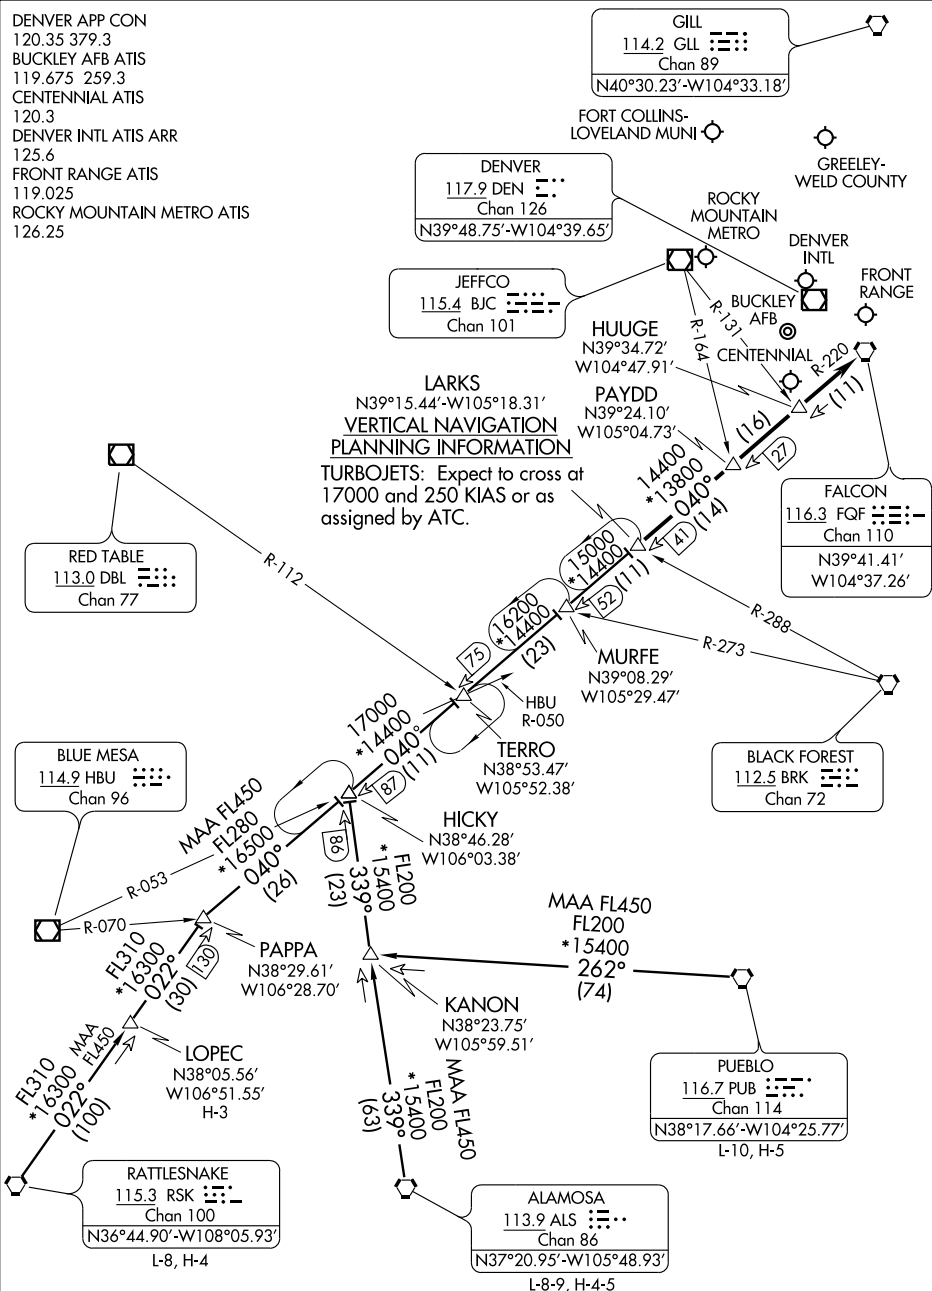 DENVER APP CON
120.35 379.3
BUCKLEY AFB ATIS
119.675 259.3
CENTENNIAL ATIS
120.3
DENVER INTL ATIS ARR
125.6
FRONT RANGE ATIS
119.025
ROCKY MOUNTAIN METRO ATIS
126.25
GILL
114.2 GLL
Chan 89
N40°30.23'-W104°33.18'
FORT COLLINS-
LOVELAND MUNI
GREELEY-
WELD COUNTY
DENVER
117.9 DEN
Chan 126
N39°48.75'-W104°39.65'
ROCKY
MOUNTAIN
METRO
DENVER
INTL
FRONT
RANGE
JEFFCO
115.4 BJC
Chan 101
BUCKLEY
AFB
R-131
R-164
CENTENNIAL
R-220
(11)
HUUGE
N39°34.72'
W104°47.91'
PAYDD
N39°24.10'
W105°04.73'
(16)
27
LARKS
N39°15.44'-W105°18.31'
VERTICAL NAVIGATION
PLANNING INFORMATION
TURBOJETS: Expect to cross at
17000 and 250 KIAS or as
assigned by ATC.
14400
*13800
040°
(14)
41
FALCON
116.3 FQF
Chan 110
N39°41.41'
W104°37.26'
RED TABLE
113.0 DBL
Chan 77
R-112
15000
*14400
(11)
52
16200
*14400
(23)
75
R-288
R-273
MURFE
N39°08.29'
W105°29.47'
HBU
R-050
TERRO
N38°53.47'
W105°52.38'
BLACK FOREST
112.5 BRK
Chan 72
17000
*14400
040°
(11)
87
BLUE MESA
114.9 HBU
Chan 96
HICKY
N38°46.28'
W106°03.38'
MAA FL450
FL280
*16500
040°
(26)
R-053
R-070
86
(23)
FL200
*15400
339°
PAPPA
N38°29.61'
W106°28.70'
130
MAA FL450
FL200
*15400
262°
(74)
FL310
*16300
022°
(30)
KANON
N38°23.75'
W105°59.51'
LOPEC
N38°05.56'
W106°51.55'
H-3
MAA
FL450
FL310
*16300
022°
(100)
MAA FL450
FL200
*15400
339°
(63)
PUEBLO
116.7 PUB
Chan 114
N38°17.66'-W104°25.77'
L-10, H-5
RATTLESNAKE
115.3 RSK
Chan 100
N36°44.90'-W108°05.93'
L-8, H-4
ALAMOSA
113.9 ALS
Chan 86
N37°20.95'-W105°48.93'
L-8-9, H-4-5